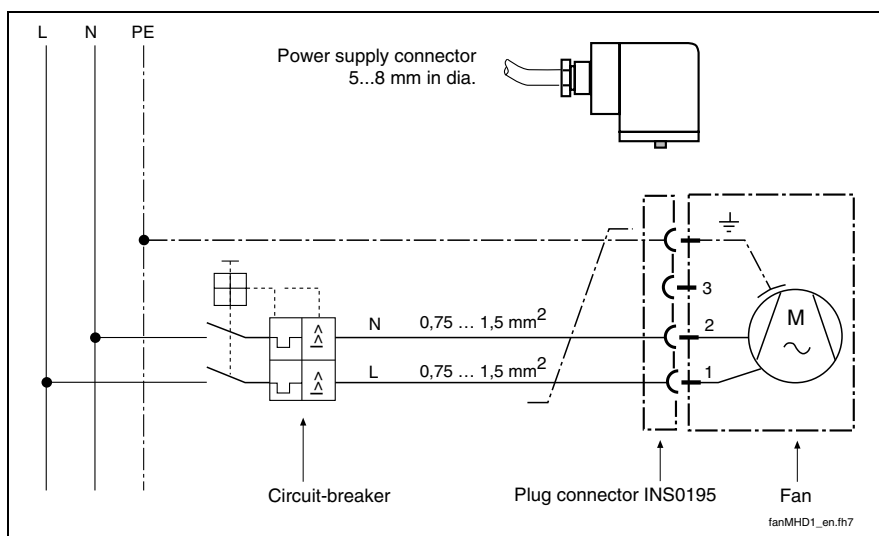 L N PE
Power supply connector
5...8 mm in dia.
3
N 0,75 ... 1,5 mm2 2
M
L 0,75 ... 1,5 mm2 1
Circuit-breaker Plug connector INS0195 Fan
fanMHD1_en.fh7